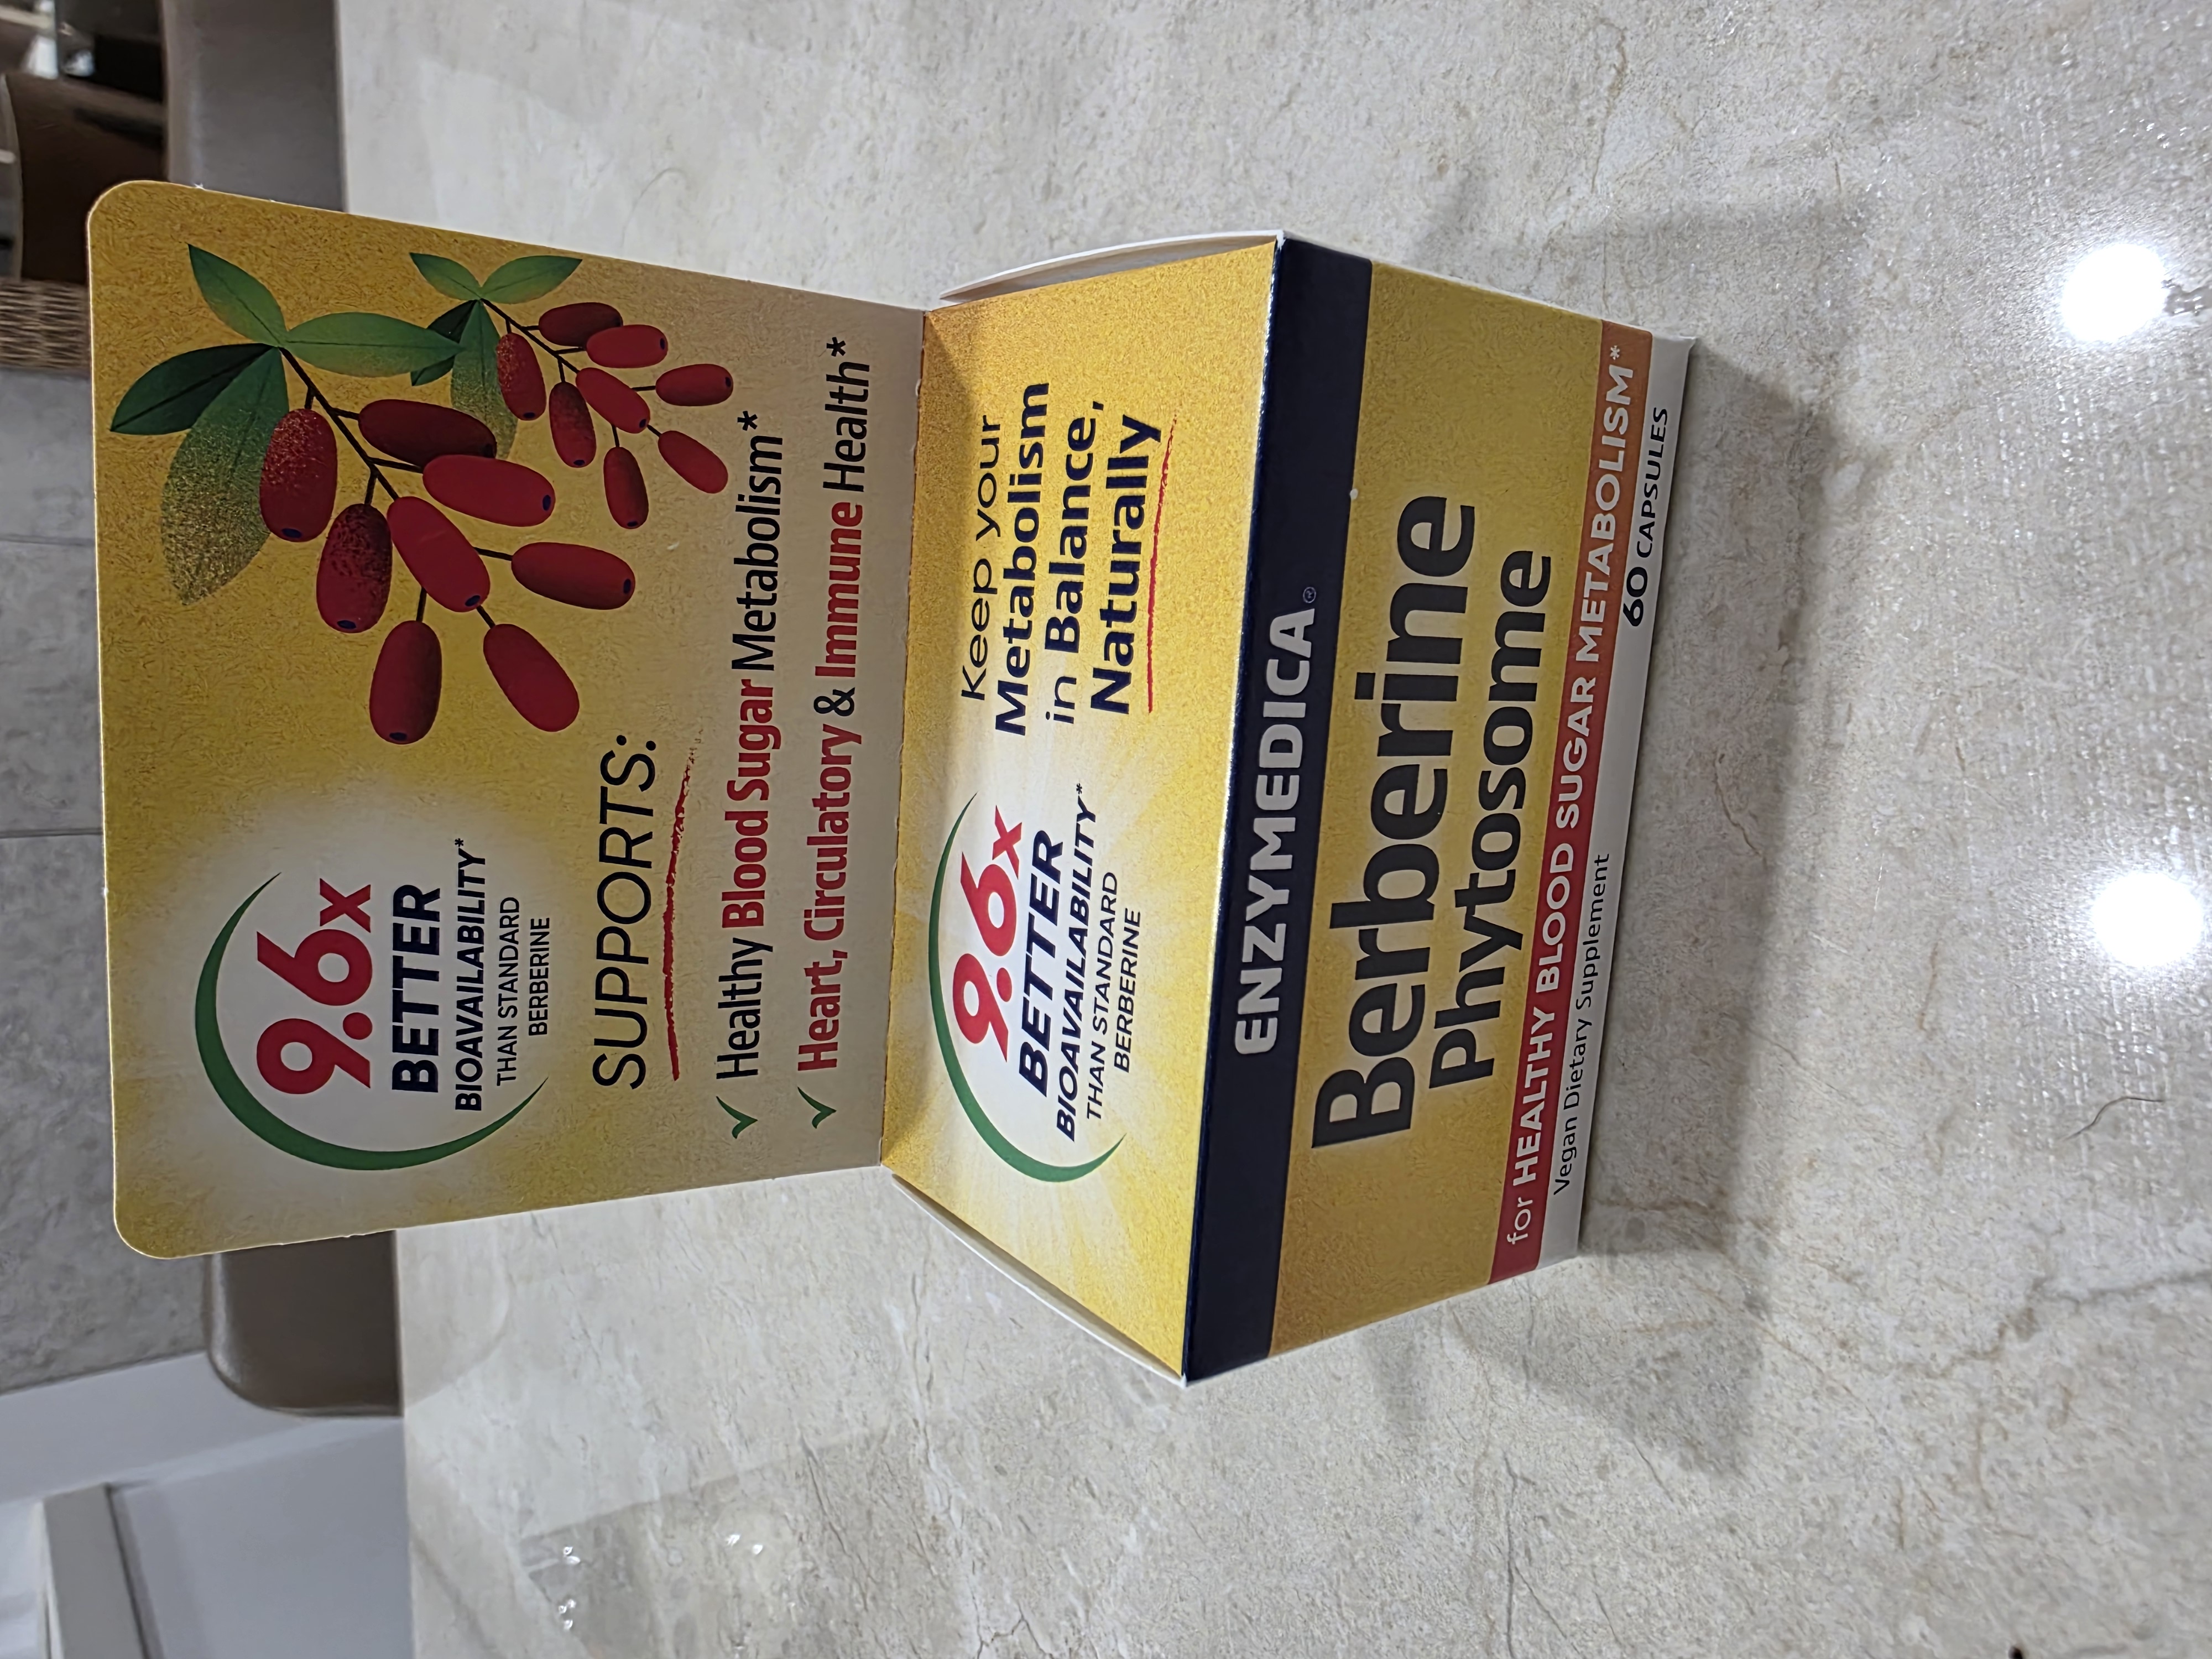 9.6x
BETTER
BIOAVAILABILITY*
THAN STANDARD
BERBERINE
SUPPORTS:
✓ Healthy Blood Sugar Metabolism*
✓ Heart, Circulatory & Immune Health*
9.6x
BETTER
BIOAVAILABILITY*
THAN STANDARD
BERBERINE
Keep your
Metabolism
in Balance,
Naturally
ENZYMEDICA®
Berberine
Phytosome
for HEALTHY BLOOD SUGAR METABOLISM*
Vegan Dietary Supplement
60 CAPSULES